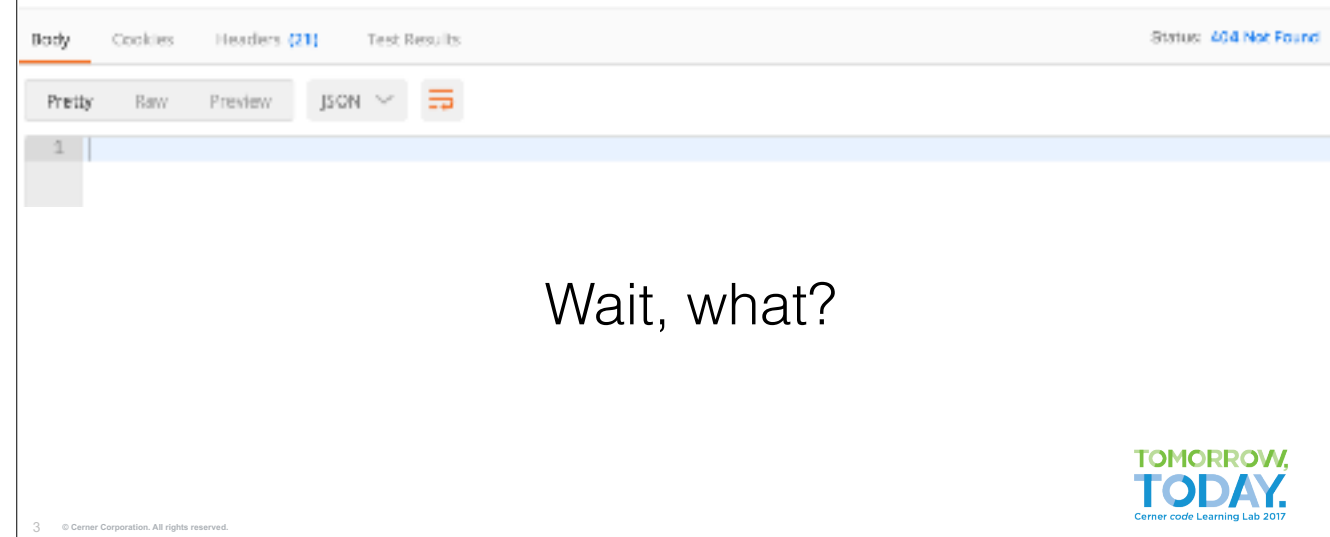 Body Cookies Headers (21) Test Results Status: 404 Not Found
Pretty Raw Preview JSON
1
Wait, what?
TOMORROW,
TODAY.
Cerner code Learning Lab 2017
3 © Cerner Corporation. All rights reserved.